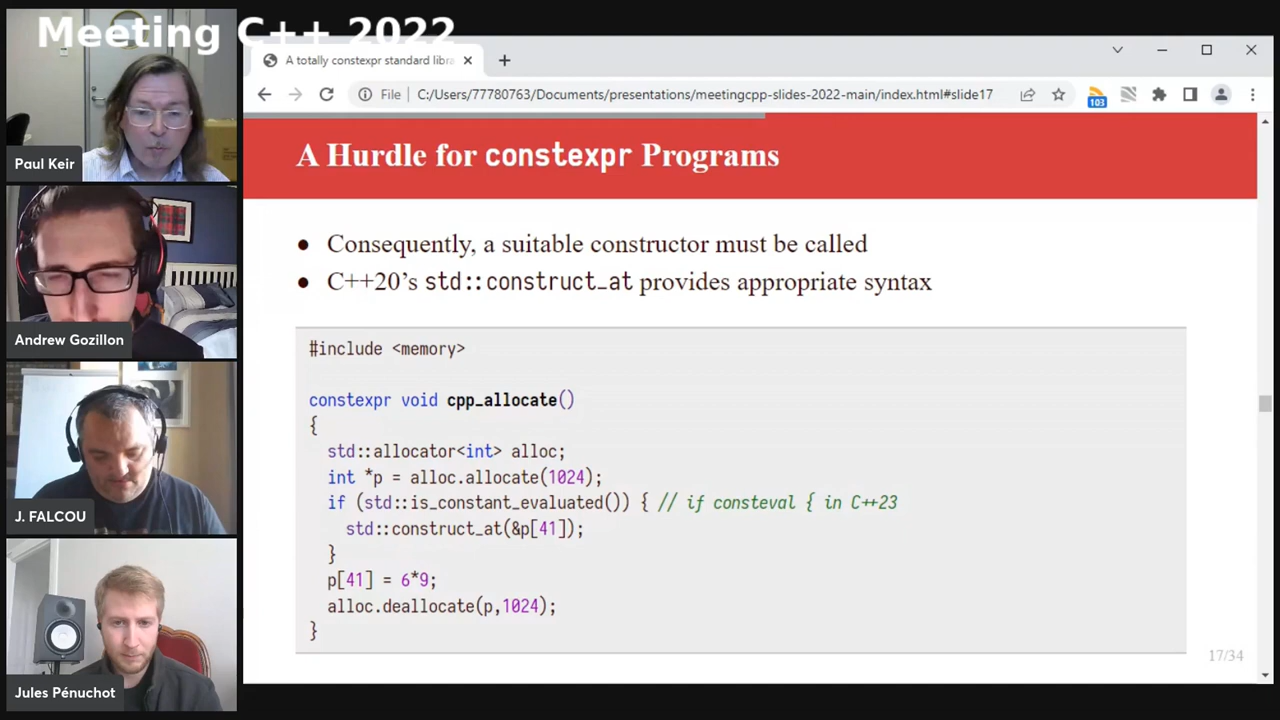 Meeting C++ 2022
A totally constexpr standard libra
File
C:/Users/77780763/Documents/presentations/meetingcpp-slides-2022-main/index.html#slide17
103
A Hurdle for constexpr Programs
• Consequently, a suitable constructor must be called
• C++20’s std::construct_at provides appropriate syntax
#include <memory>
constexpr void cpp_allocate()
{
std::allocator<int> alloc;
int *p = alloc.allocate(1024);
if (std::is_constant_evaluated()) { // if consteval { in C++23
std::construct_at(&p[41]);
}
p[41] = 6*9;
alloc.deallocate(p,1024);
}
17/34
Paul Keir
Andrew Gozillon
J. FALCOU
Jules Pénuchot